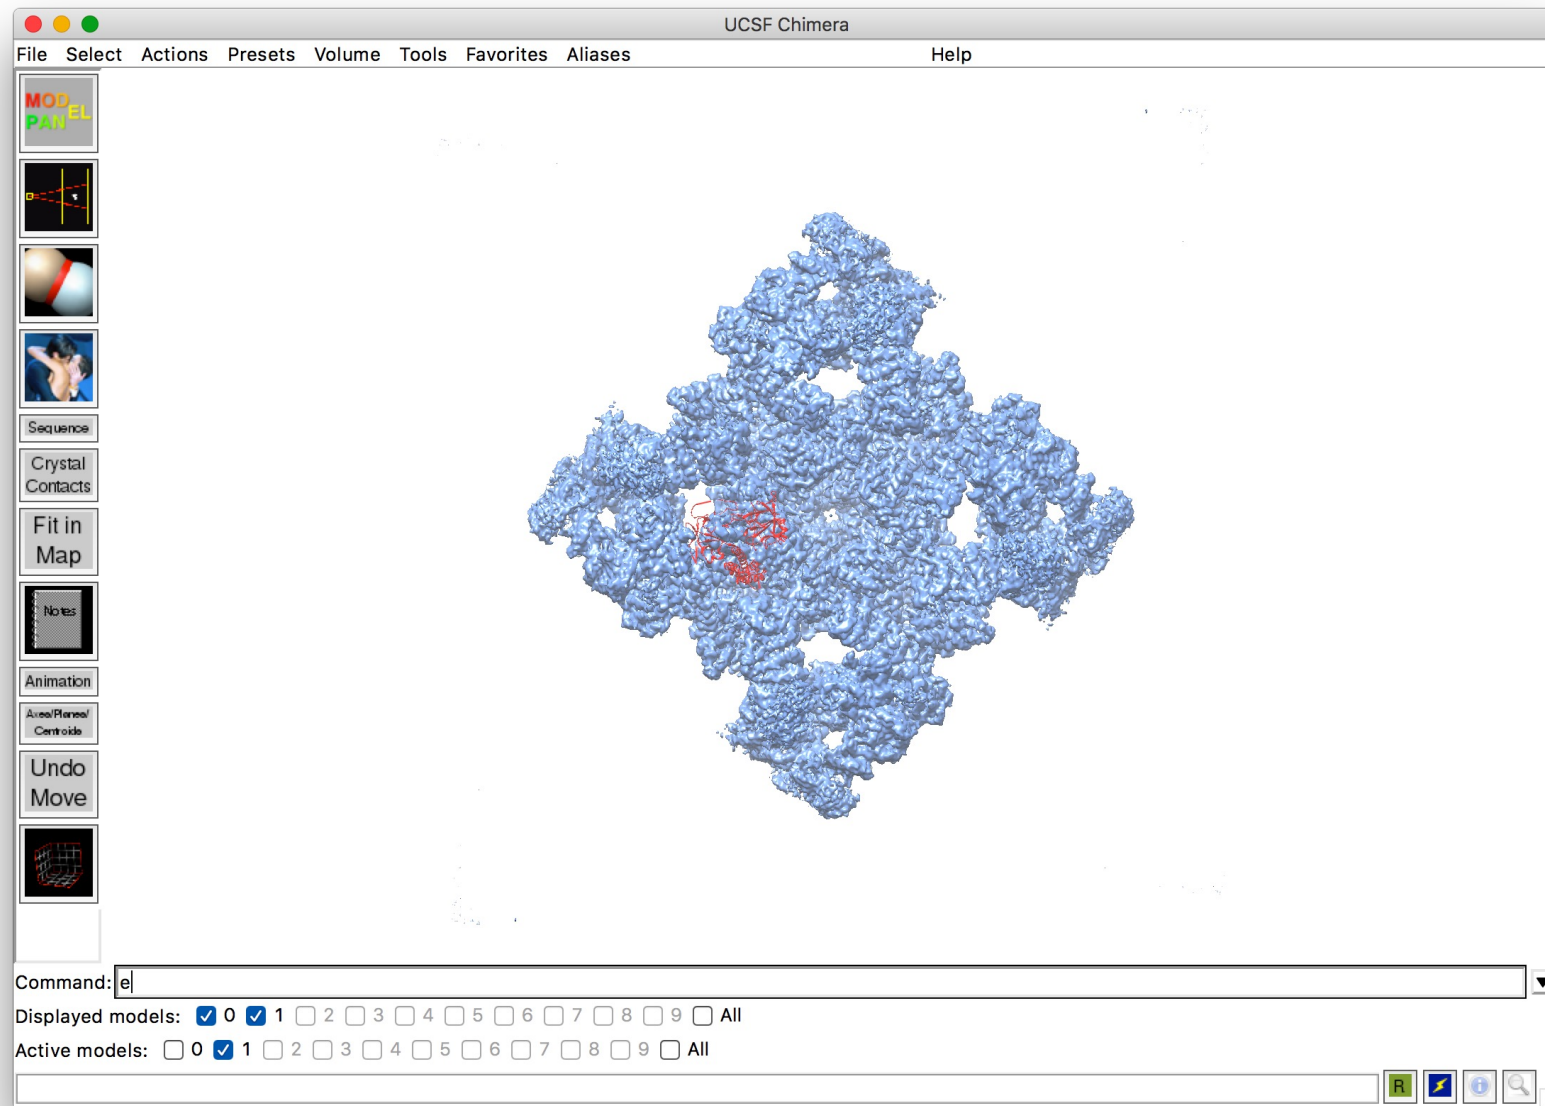 UCSF Chimera
File Select Actions Presets Volume Tools Favorites Aliases Help
MODEL
PAN
Sequence
Crystal
Contacts
Fit in
Map
Notes
Animation
Axes/Planes/
Centroids
Undo
Move
Command: e
Displayed models: 0 1 2 3 4 5 6 7 8 9 All
Active models: 0 1 2 3 4 5 6 7 8 9 All
R